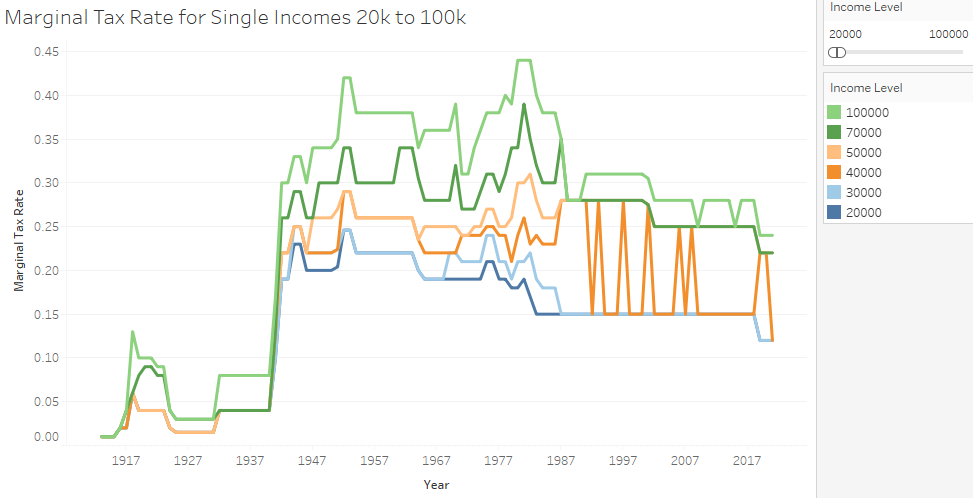 Marginal Tax Rate for Single Incomes 20k to 100k
0.45
0.40
0.35
0.30
0.25
0.20
0.15
0.10
0.05
0.00
Marginal Tax Rate
1917 1927 1937 1947 1957 1967 1977 1987 1997 2007 2017
Year
Income Level
20000 100000
Income Level
100000
70000
50000
40000
30000
20000